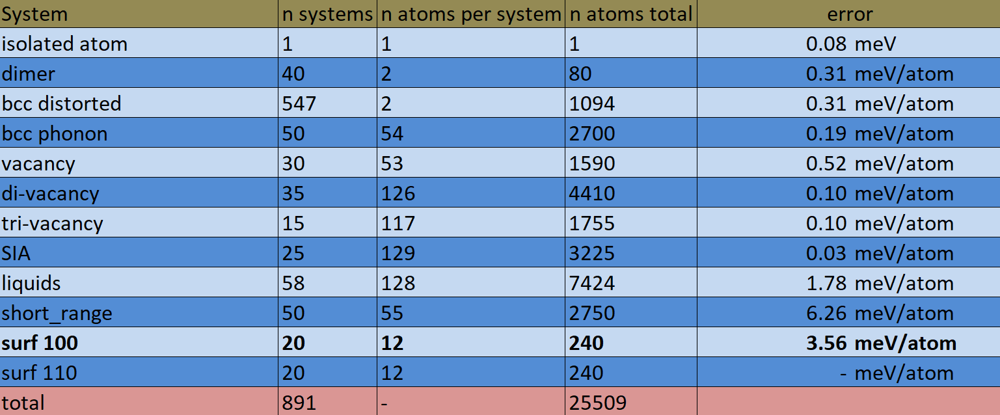 System n systems n atoms per system n atoms total error
isolated atom 1 1 1 0.08 meV
dimer 40 2 80 0.31 meV/atom
bcc distorted 547 2 1094 0.31 meV/atom
bcc phonon 50 54 2700 0.19 meV/atom
vacancy 30 53 1590 0.52 meV/atom
di-vacancy 35 126 4410 0.10 meV/atom
tri-vacancy 15 117 1755 0.10 meV/atom
SIA 25 129 3225 0.03 meV/atom
liquids 58 128 7424 1.78 meV/atom
short_range 50 55 2750 6.26 meV/atom
surf 100 20 12 240 3.56 meV/atom
surf 110 20 12 240 - meV/atom
total 891 - 25509